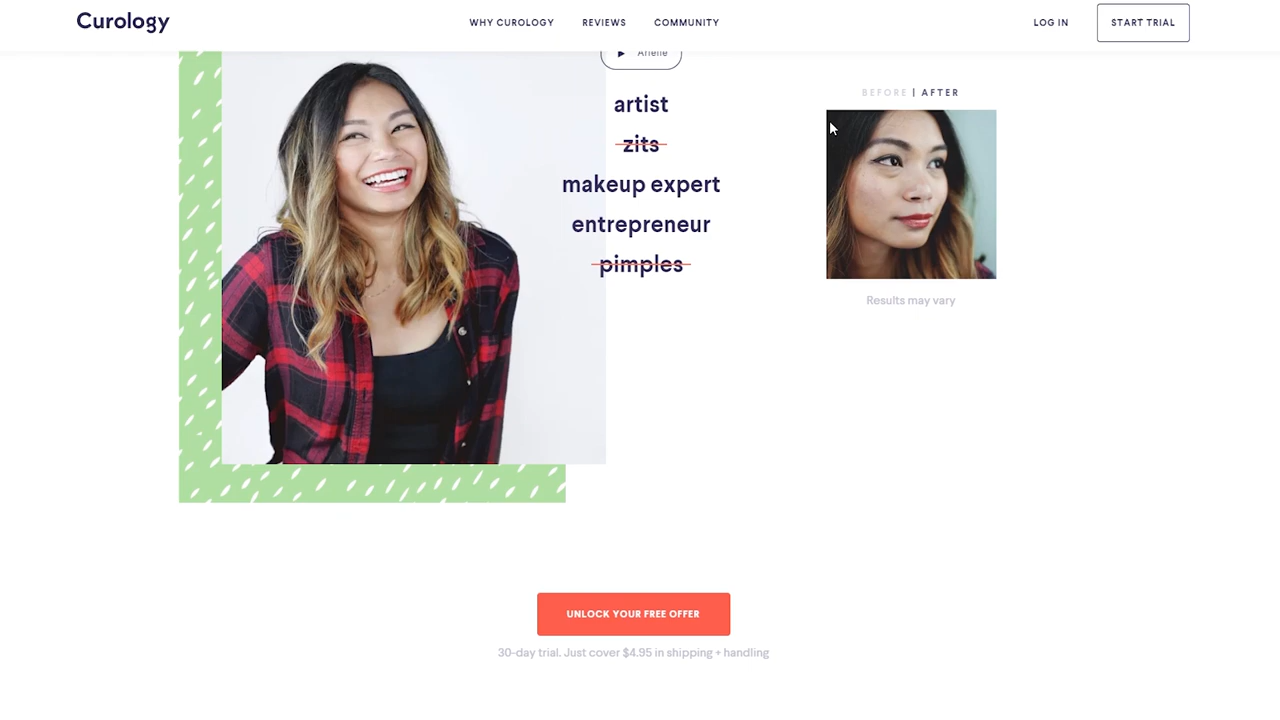 Curology
WHY CUROLOGY
REVIEWS
COMMUNITY
LOG IN
START TRIAL
Arielle
artist
zits
makeup expert
entrepreneur
pimples
BEFORE | AFTER
Results may vary
UNLOCK YOUR FREE OFFER
30-day trial. Just cover $4.95 in shipping + handling